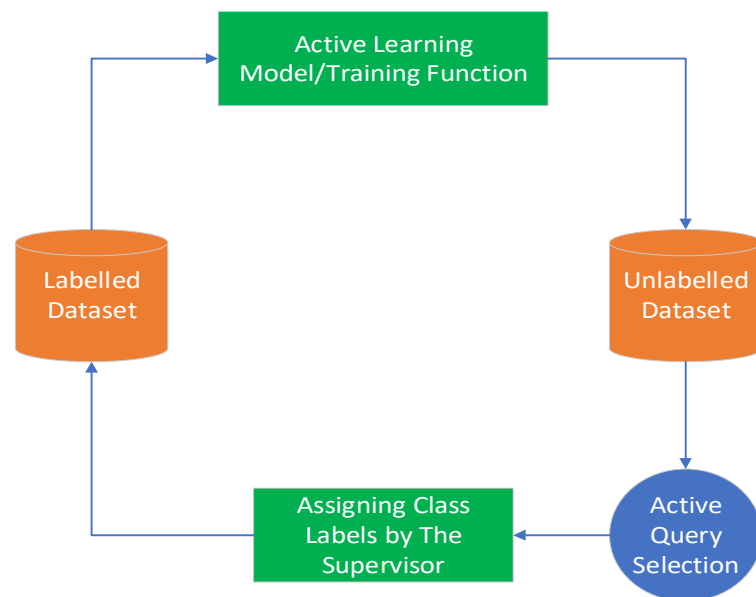 Active Learning
Model/Training Function
Labelled
Dataset
Unlabelled
Dataset
Assigning Class
Labels by The
Supervisor
Active
Query
Selection